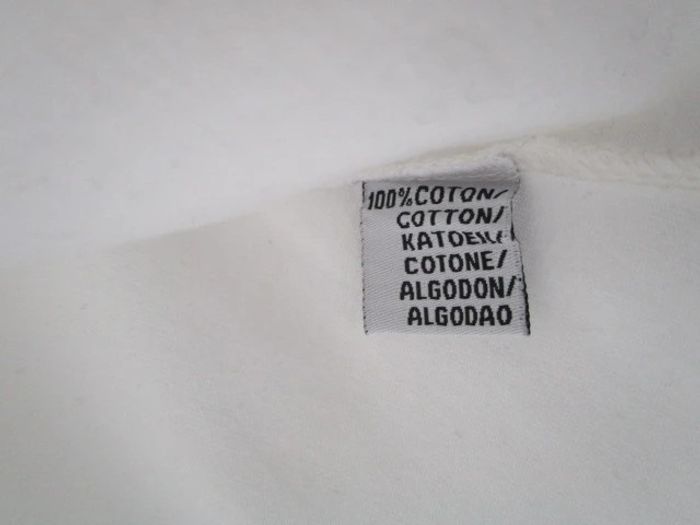 100%COTON/
COTTON/
KATOEN/
COTONE/
ALGODON/
ALGODAO